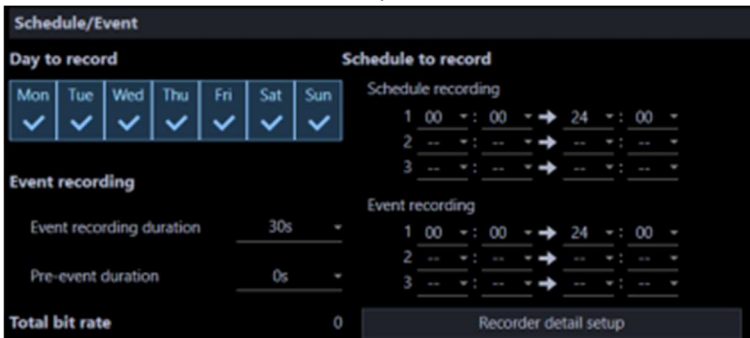 Schedule/Event
Day to record
Mon Tue Wed Thu Fri Sat Sun
Event recording
Event recording duration 30s
Pre-event duration 0s
Total bit rate 0
Schedule to record
Schedule recording
1 00 : 00 → 24 : 00
2 -- : -- → -- : --
3 -- : -- → -- : --
Event recording
1 00 : 00 → 24 : 00
2 -- : -- → -- : --
3 -- : -- → -- : --
Recorder detail setup